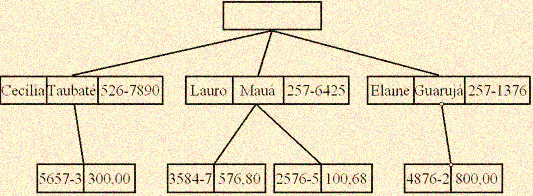 Cecília Taubaté 526-7890 Lauro Mauá 257-6425 Elaine Guarujá 257-1376
5657-3 300,00 3584-7 576,80 2576-5 100,68 4876-2 800,00